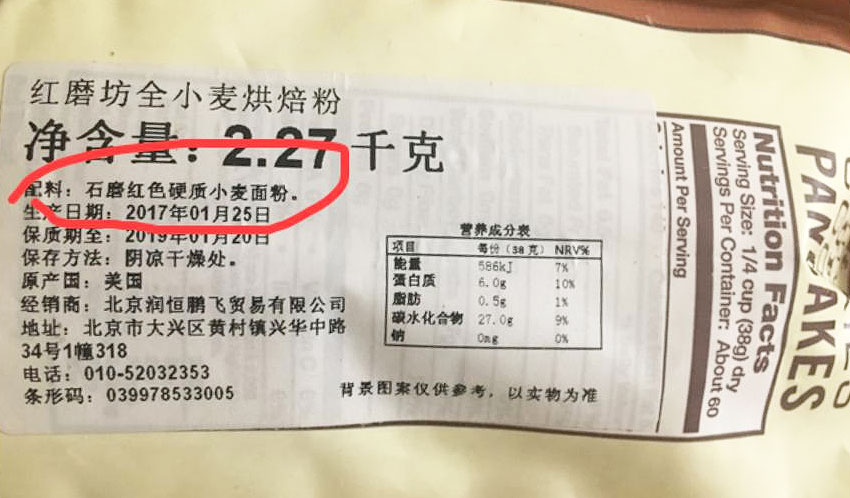 红磨坊全小麦烘焙粉
净含量：2.27千克
配料：石磨红色硬质小麦面粉。
生产日期：2017年01月25日
保质期至：2019年01月20日
保存方法：阴凉干燥处。
原产国：美国
经销商：北京润恒鹏飞贸易有限公司
地址：北京市大兴区黄村镇兴华中路
34号1幢318
电话：010-52032353
条形码：039978533005
营养成分表
项目 每份（38克） NRV%
能量 586kJ 7%
蛋白质 6.0g 10%
脂肪 0.5g 1%
碳水化合物 27.0g 9%
钠 0mg 0%
背景图案仅供参考，以实物为准
Nutrition Facts
Serving Size: 1/4 cup (38g) dry
Servings Per Container: About 60
Amount Per Serving